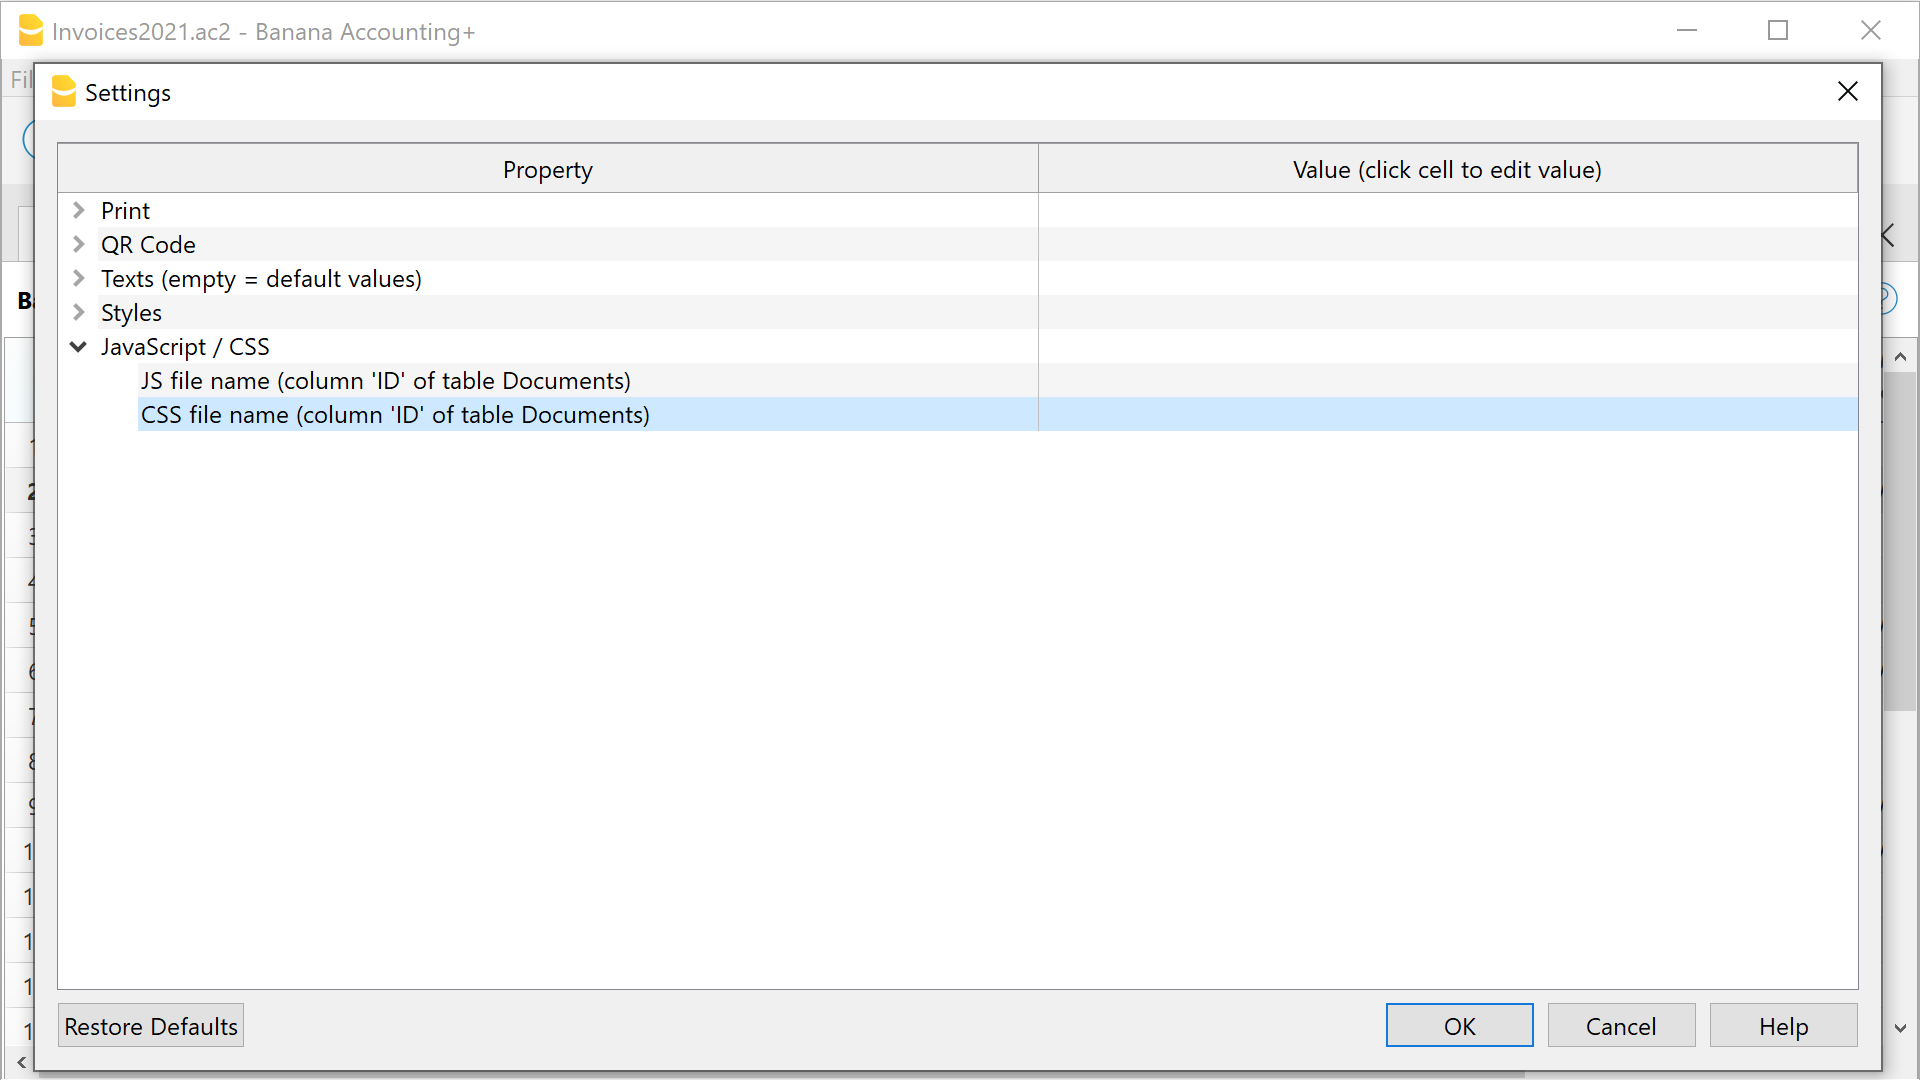 Invoices2021.ac2 - Banana Accounting+
Settings
Property
Value (click cell to edit value)
Print
QR Code
Texts (empty = default values)
Styles
JavaScript / CSS
JS file name (column 'ID' of table Documents)
CSS file name (column 'ID' of table Documents)
Restore Defaults
OK
Cancel
Help